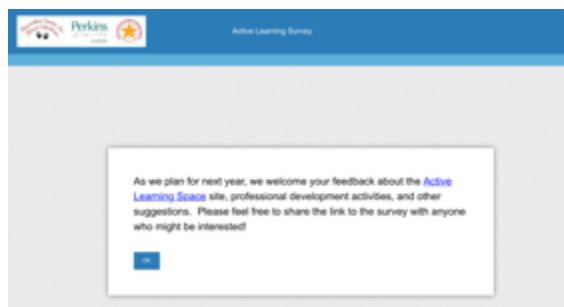 Perkins
Active Learning Survey
As we plan for next year, we welcome your feedback about the Active
Learning Space site, professional development activities, and other
suggestions. Please feel free to share the link to the survey with anyone
who might be interested!
OK